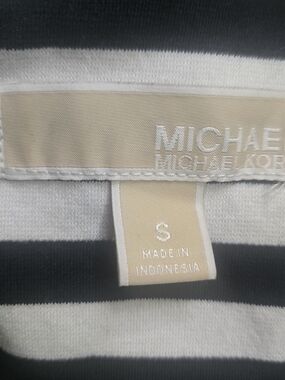 MICHAE
MICHAEL KOR
S
MADE IN
INDONESIA